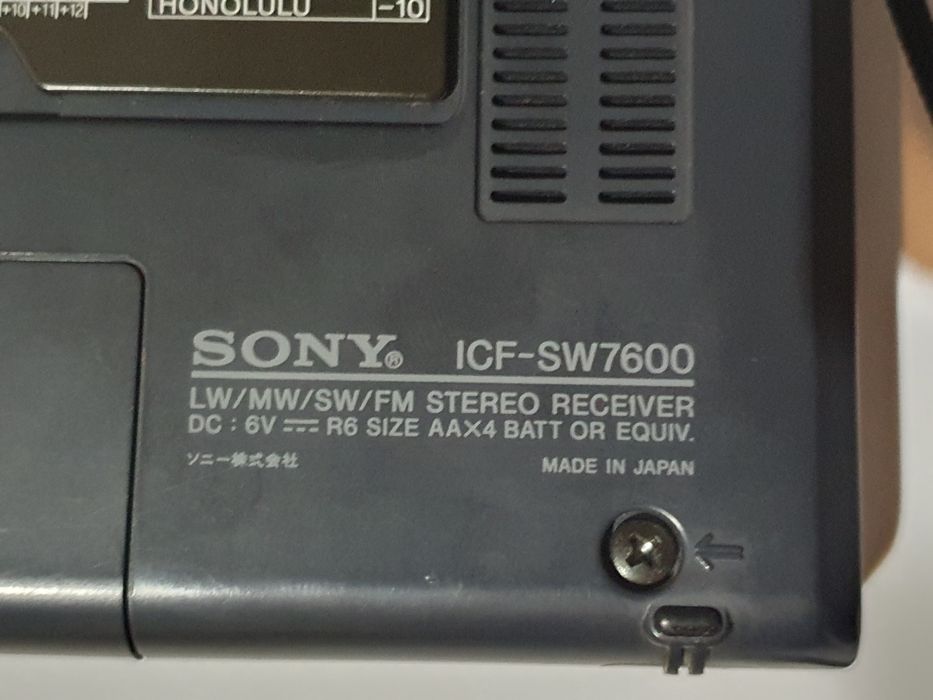 +10 +11 +12 HONOLULU -10
SONY® ICF-SW7600
LW/MW/SW/FM STEREO RECEIVER
DC : 6V ⎓ R6 SIZE AA×4 BATT OR EQUIV.
ソニー株式会社 MADE IN JAPAN